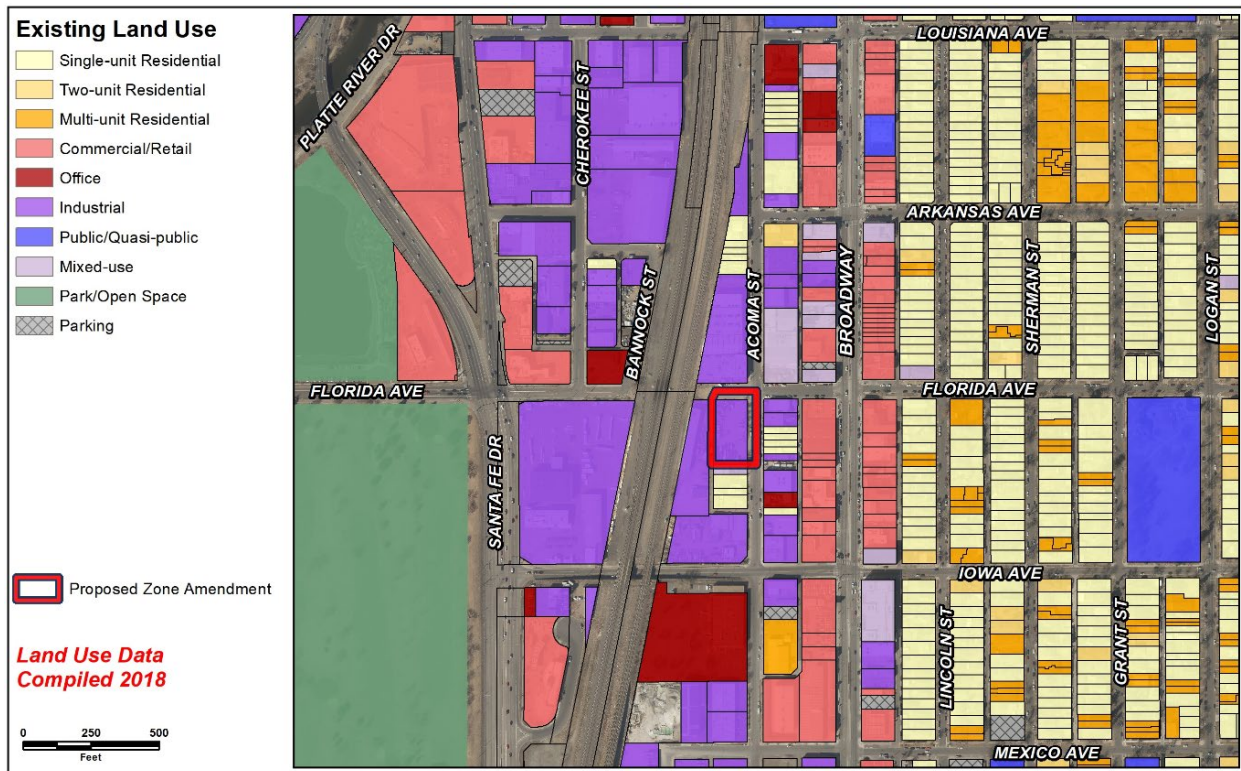 Existing Land Use
Single-unit Residential
Two-unit Residential
Multi-unit Residential
Commercial/Retail
Office
Industrial
Public/Quasi-public
Mixed-use
Park/Open Space
Parking
Proposed Zone Amendment
Land Use Data
Compiled 2018
0 250 500
Feet
LOUISIANA AVE
PLATTE RIVER DR
CHEROKEE ST
ARKANSAS AVE
BANNOCK ST
ACOMA ST
BROADWAY
SHERMAN ST
LOGAN ST
FLORIDA AVE
FLORIDA AVE
SANTA FE DR
IOWA AVE
LINCOLN ST
GRANT ST
MEXICO AVE